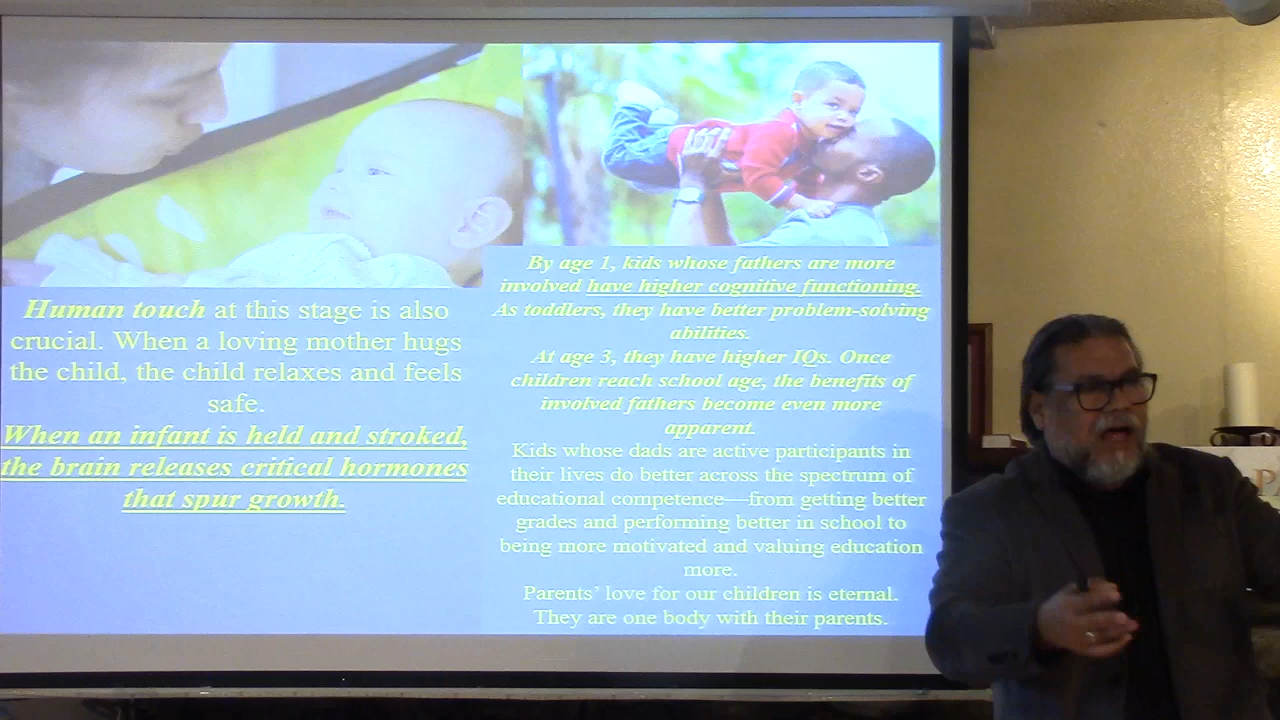 Human touch at this stage is also
crucial. When a loving mother hugs
the child, the child relaxes and feels
safe.
When an infant is held and stroked,
the brain releases critical hormones
that spur growth.
By age 1, kids whose fathers are more
involved have higher cognitive functioning.
As toddlers, they have better problem-solving
abilities.
At age 3, they have higher IQs. Once
children reach school age, the benefits of
involved fathers become even more
apparent.
Kids whose dads are active participants in
their lives do better across the spectrum of
educational competence—from getting better
grades and performing better in school to
being more motivated and valuing education
more.
Parents’ love for our children is eternal.
They are one body with their parents.
P